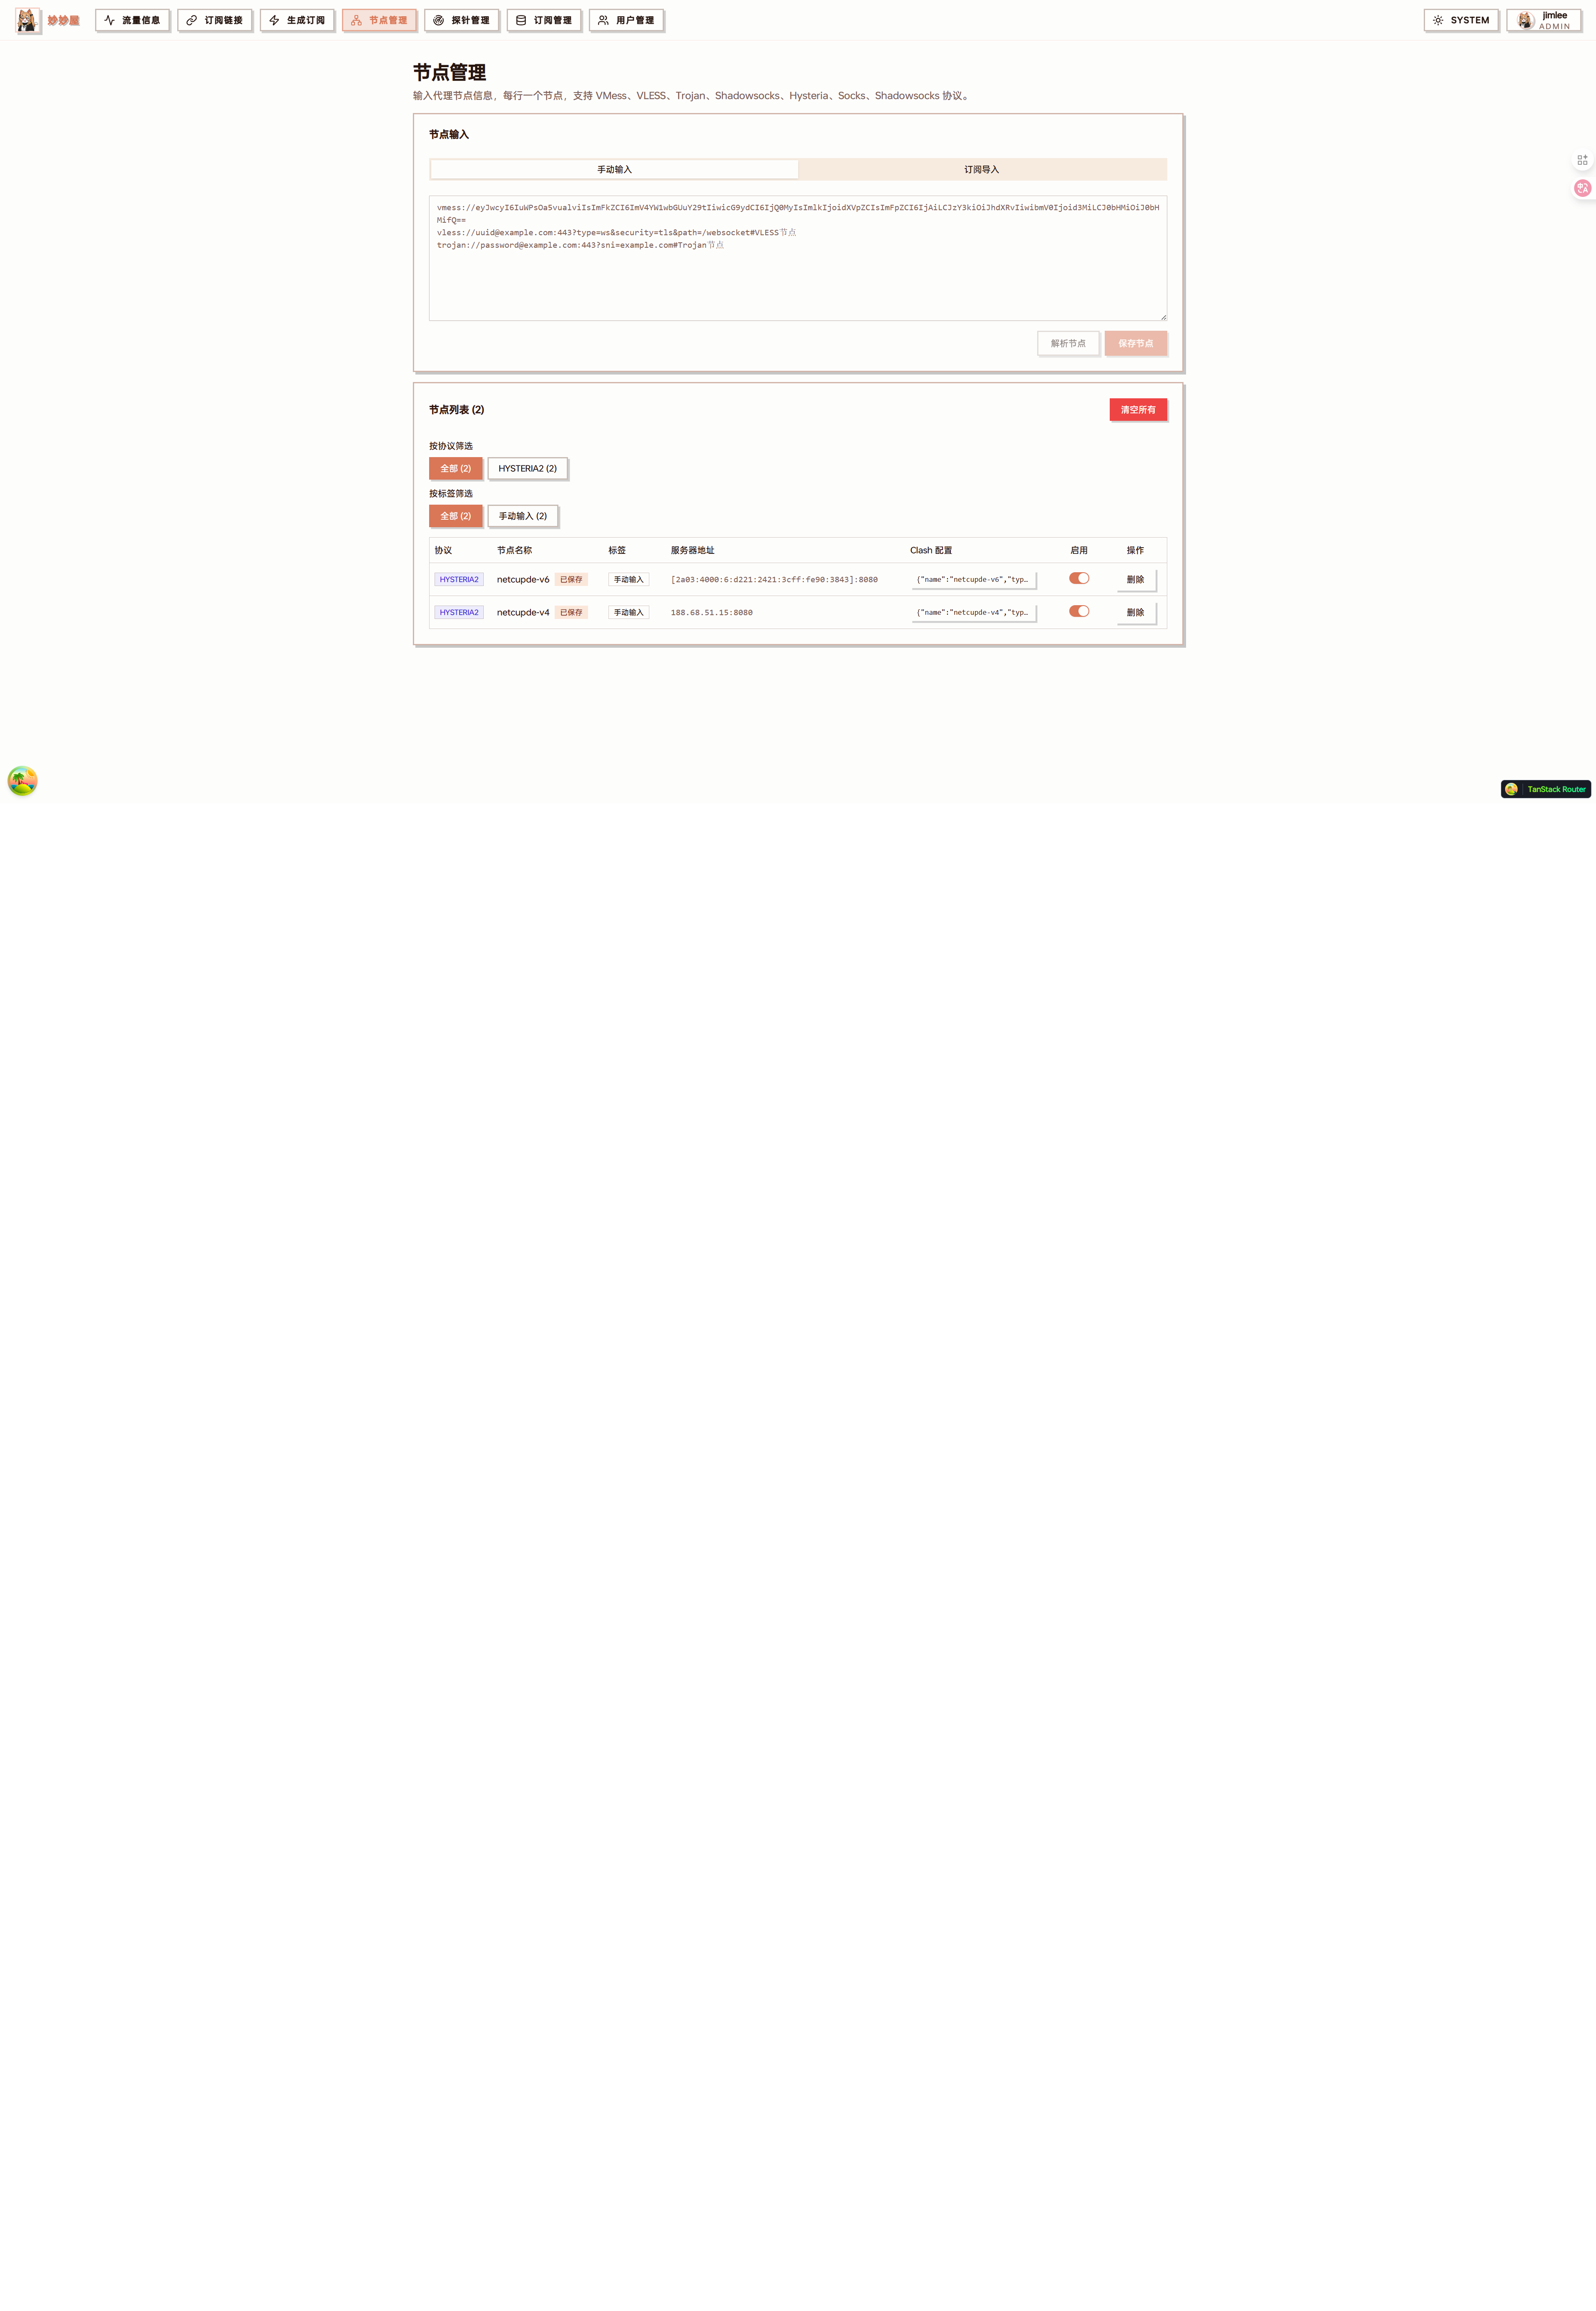 妙妙屋
流量信息
订阅链接
生成订阅
节点管理
探针管理
订阅管理
用户管理
SYSTEM
jimlee
ADMIN
节点管理
输入代理节点信息，每行一个节点，支持 VMess、VLESS、Trojan、Shadowsocks、Hysteria、Socks、Shadowsocks 协议。
节点输入
手动输入
订阅导入
vmess://eyJwcyI6IuWPsOa5vualviIsImFkZCI6ImV4YW1wbGUuY29tIiwicG9ydCI6IjQ0MyIsImlkIjoidXVpZCIsImFpZCI6IjAiLCJzY3kiOiJhdXRvIiwibmV0Ijoid3MiLCJ0bHMiOiJ0bH
MifQ==
vless://uuid@example.com:443?type=ws&security=tls&path=/websocket#VLESS节点
trojan://password@example.com:443?sni=example.com#Trojan节点
解析节点
保存节点
节点列表 (2)
清空所有
按协议筛选
全部 (2)
HYSTERIA2 (2)
按标签筛选
全部 (2)
手动输入 (2)
协议 节点名称 标签 服务器地址 Clash 配置 启用 操作
HYSTERIA2 netcupde-v6 已保存 手动输入 [2a03:4000:6:d221:2421:3cff:fe90:3843]:8080 {"name":"netcupde-v6","typ… 删除
HYSTERIA2 netcupde-v4 已保存 手动输入 188.68.51.15:8080 {"name":"netcupde-v4","typ… 删除
TanStack Router